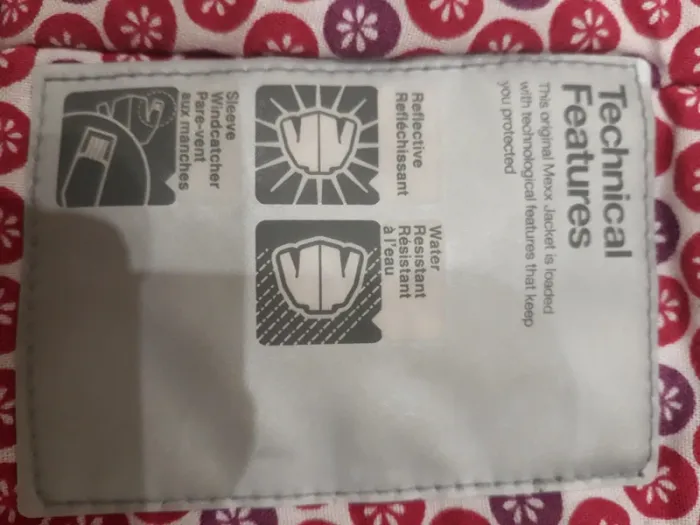 Technical
Features
This original Mexx Jacket is loaded
with technological features that keep
you protected
Reflective
Refléchissant
Water
Resistant
Résistant
à l'eau
Sleeve
Windcatcher
Pare-vent
aux manches